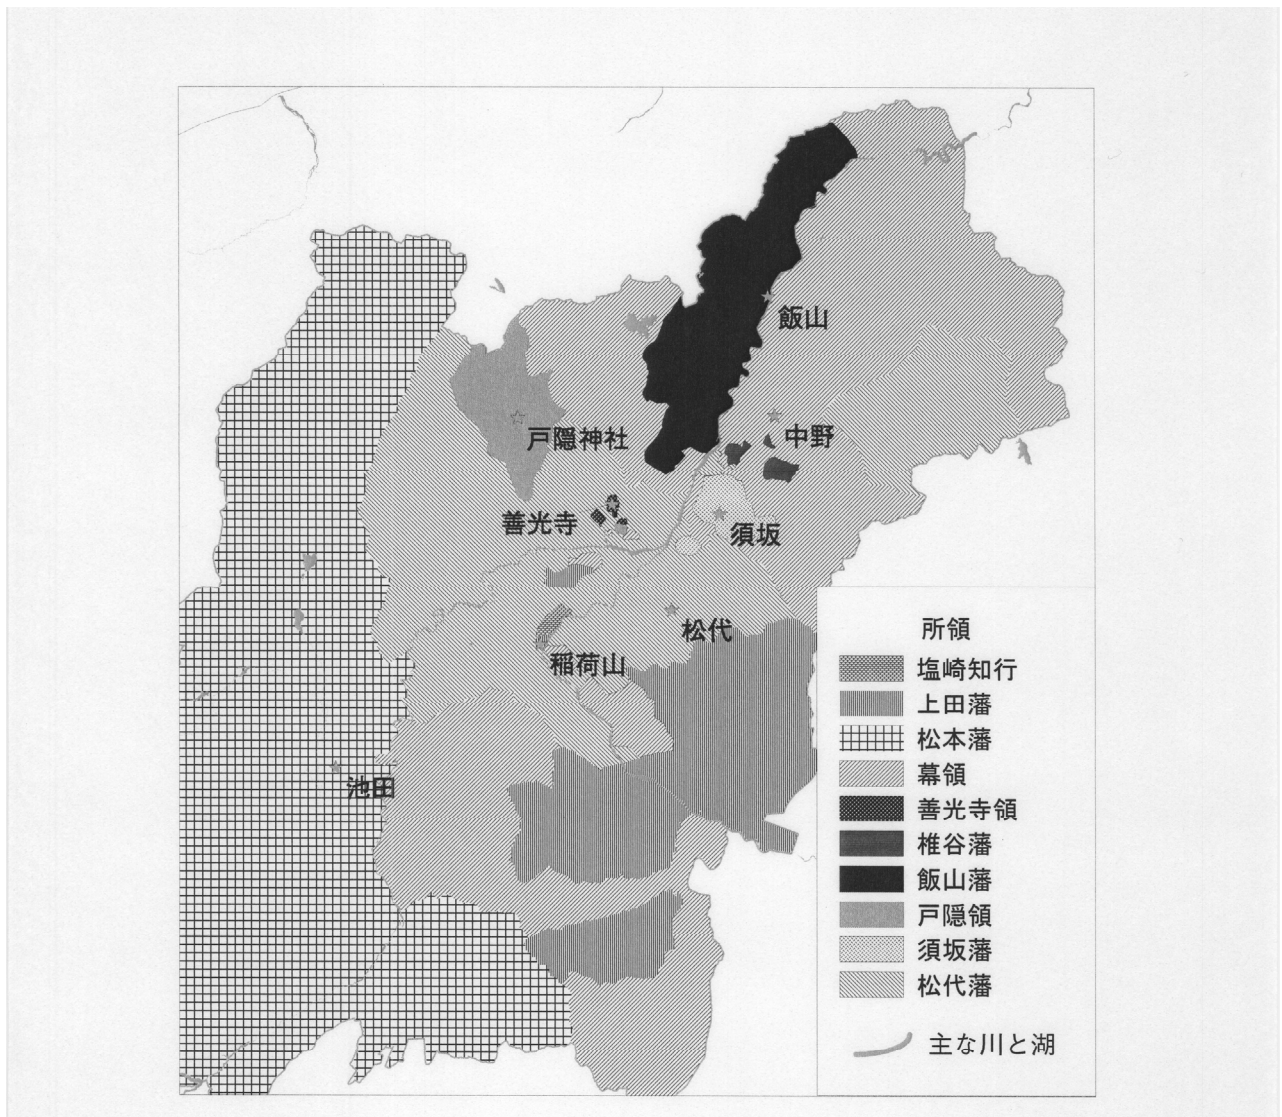 飯山
中野
戸隠神社
善光寺
須坂
松代
稲荷山
池田
所領
塩崎知行
上田藩
松本藩
幕領
善光寺領
椎谷藩
飯山藩
戸隠領
須坂藩
松代藩
主な川と湖